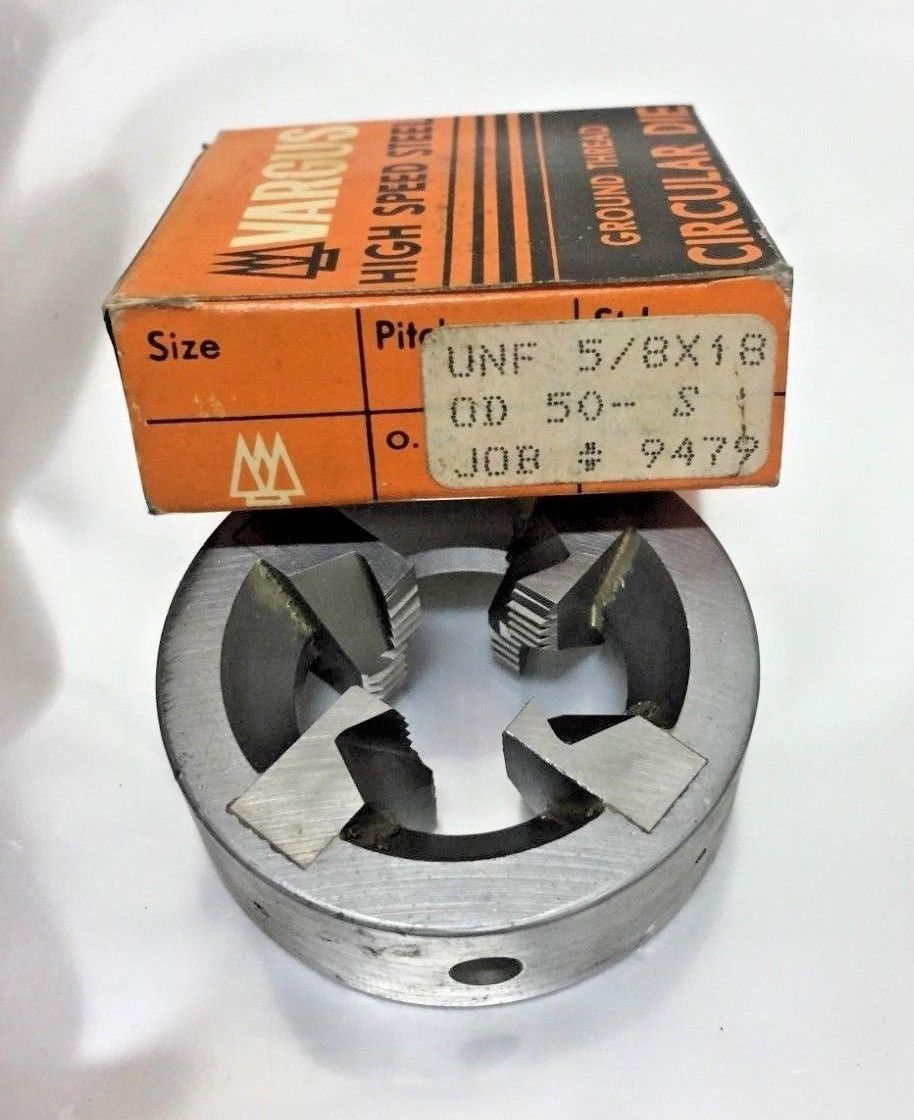 VARGUS
HIGH SPEED STEEL
GROUND THREAD
CIRCULAR DIE
Size
UNF 5/8X18
OD 50- S
JOB # 9479
O.